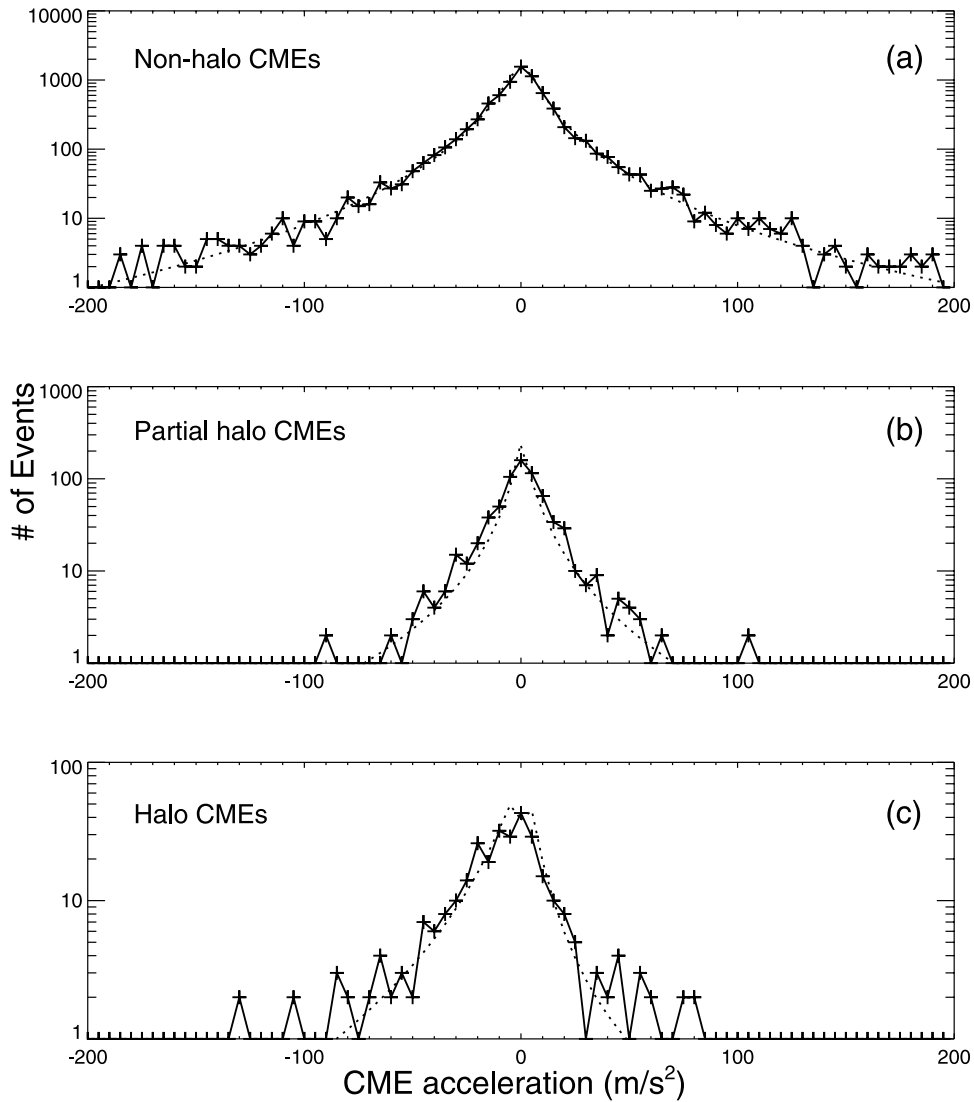 10000
1000
100
10
1
Non-halo CMEs
(a)
-200 -100 0 100 200
1000
100
10
1
Partial halo CMEs
(b)
-200 -100 0 100 200
# of Events
100
10
1
Halo CMEs
(c)
-200 -100 0 100 200
CME acceleration (m/s²)